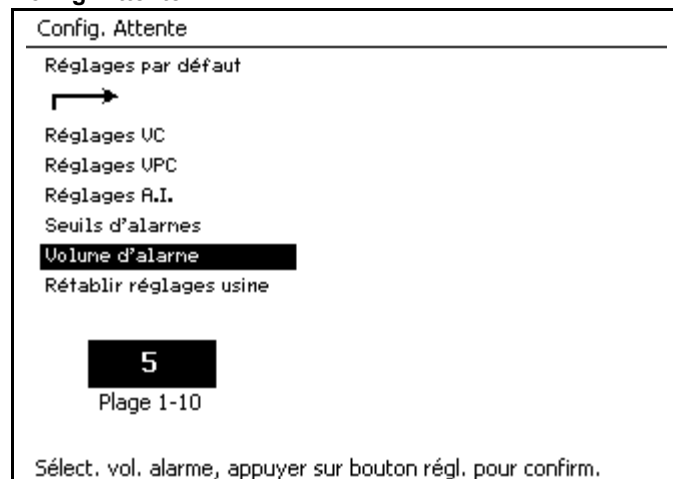 Config. Attente
Réglages par défaut
Réglages VC
Réglages VPC
Réglages A.I.
Seuils d'alarmes
Volume d'alarme
Rétablir réglages usine
5
Plage 1-10
Sélect. vol. alarme, appuyer sur bouton régl. pour confirm.